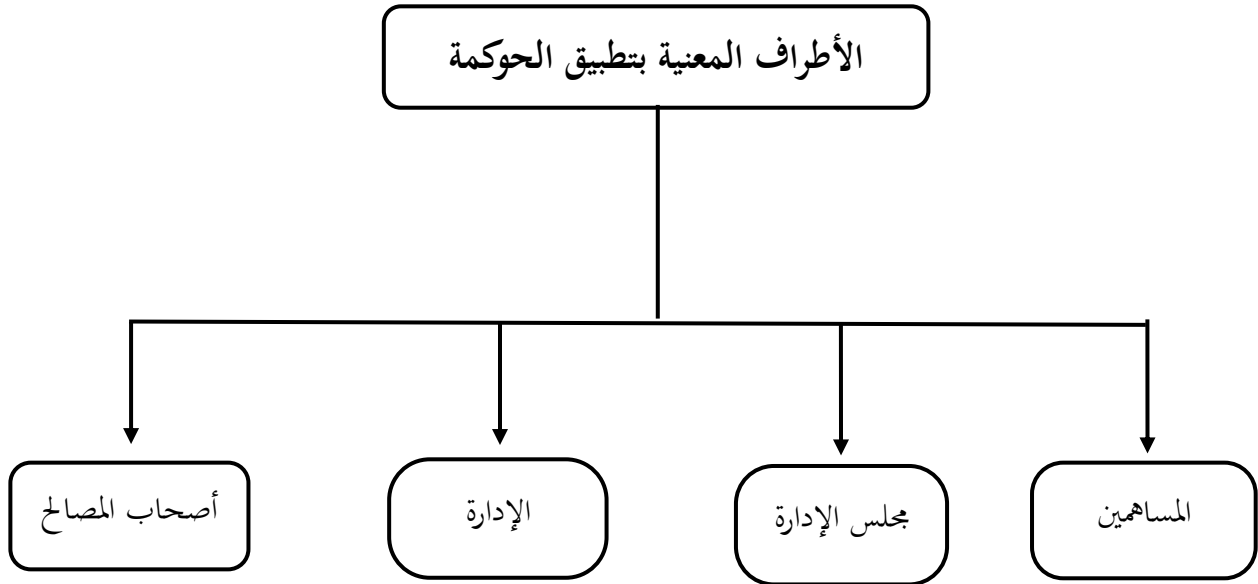 الأطراف المعنية بتطبيق الحوكمة
المساهمين
مجلس الإدارة
الإدارة
أصحاب المصالح